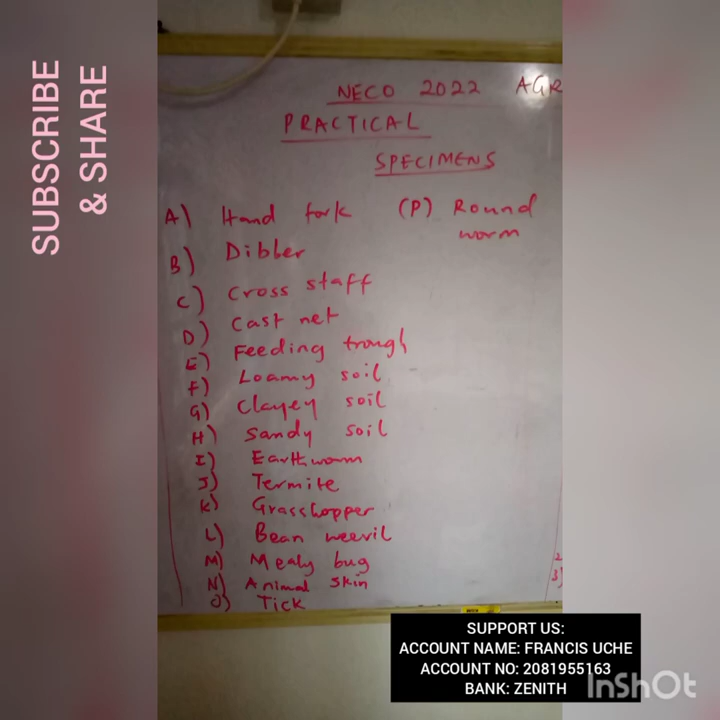 SUBSCRIBE
& SHARE
NECO 2022 AGR
PRACTICAL
SPECIMENS
A) Hand fork
B) Dibber
C) Cross staff
D) Cast net
E) Feeding trough
F) Loamy soil
G) Clayey soil
H) Sandy soil
I) Earthworm
J) Termite
K) Grasshopper
L) Bean weevil
M) Mealy bug
N) Animal skin
O) Tick
(P) Round
worm
2
3)
SUPPORT US:
ACCOUNT NAME: FRANCIS UCHE
ACCOUNT NO: 2081955163
BANK: ZENITH
InShOt